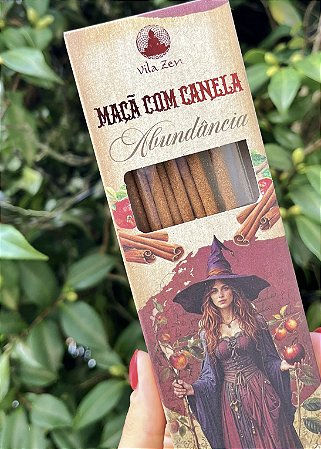 Vila Zen
MAÇÃ COM CANELA
Abundância